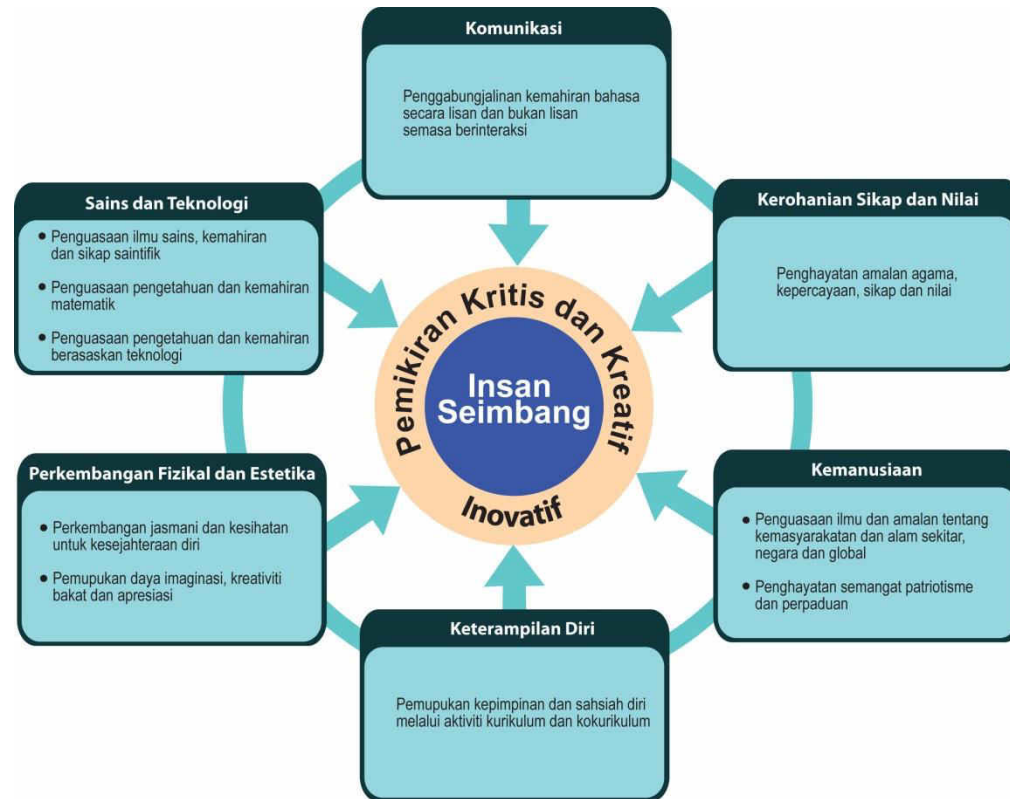 Komunikasi
Penggabungjalinan kemahiran bahasa
secara lisan dan bukan lisan
semasa berinteraksi
Sains dan Teknologi
• Penguasaan ilmu sains, kemahiran
dan sikap saintifik
• Penguasaan pengetahuan dan kemahiran
matematik
• Penguasaan pengetahuan dan kemahiran
berasaskan teknologi
Kerohanian Sikap dan Nilai
Penghayatan amalan agama,
kepercayaan, sikap dan nilai
Pemikiran Kritis dan Kreatif
Insan
Seimbang
Inovatif
Perkembangan Fizikal dan Estetika
• Perkembangan jasmani dan kesihatan
untuk kesejahteraan diri
• Pemupukan daya imaginasi, kreativiti
bakat dan apresiasi
Kemanusiaan
• Penguasaan ilmu dan amalan tentang
kemasyarakatan dan alam sekitar,
negara dan global
• Penghayatan semangat patriotisme
dan perpaduan
Keterampilan Diri
Pemupukan kepimpinan dan sahsiah diri
melalui aktiviti kurikulum dan kokurikulum